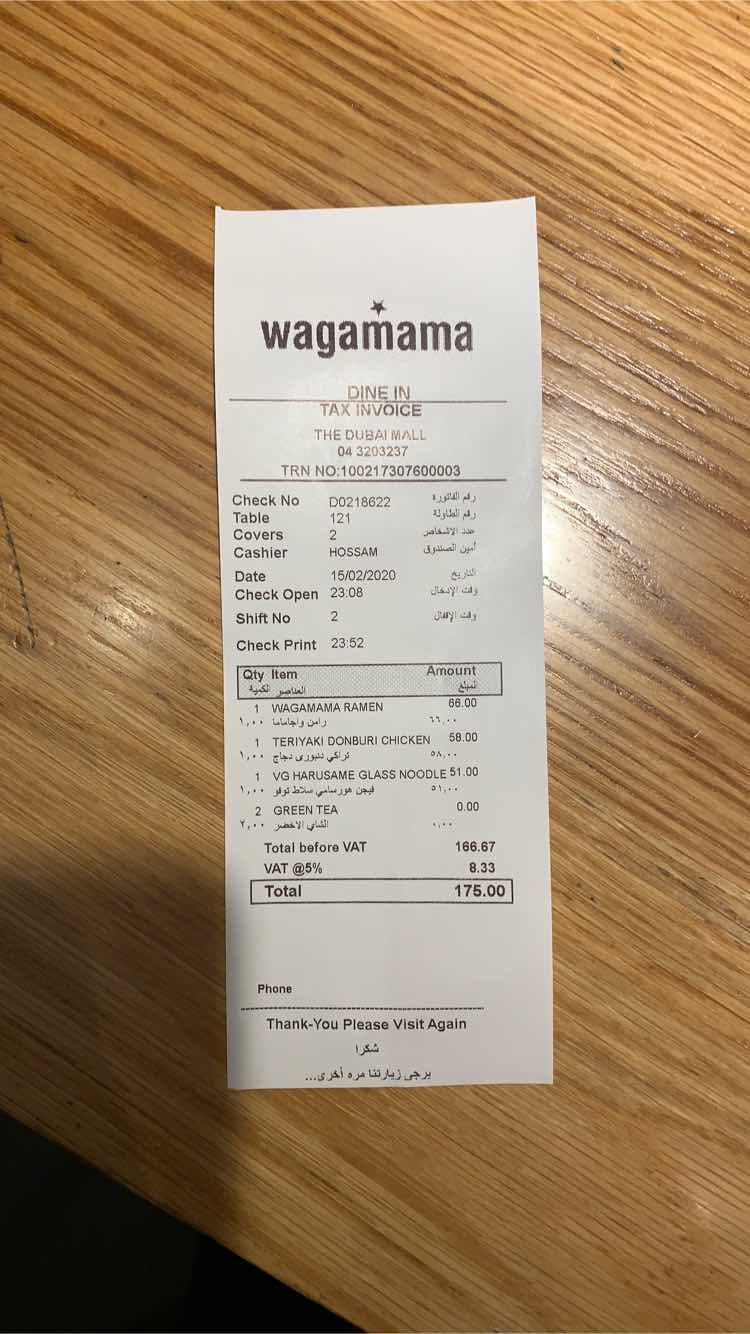 wagamama
DINE IN
TAX INVOICE
THE DUBAI MALL
04 3203237
TRN NO:100217307600003
Check No D0218622 رقم الفاتورة
Table 121 رقم الطاولة
Covers 2 عدد الاشخاص
Cashier HOSSAM أمين الصندوق
Date 15/02/2020 التاريخ
Check Open 23:08 وقت الإدخال
Shift No 2 وقت الإقفال
Check Print 23:52
Qty Item Amount
الكمية العناصر المبلغ
1 WAGAMAMA RAMEN 66.00
١,٠٠ رامن واجاماما ٦٦,٠٠
1 TERIYAKI DONBURI CHICKEN 58.00
١,٠٠ تراكي دنبورى دجاج ٥٨,٠٠
1 VG HARUSAME GLASS NOODLE 51.00
١,٠٠ فيجن هورسامي سلاط توفو ٥١,٠٠
2 GREEN TEA 0.00
٢,٠٠ الشاي الاخضر ٠,٠٠
Total before VAT 166.67
VAT @5% 8.33
Total 175.00
Phone
Thank-You Please Visit Again
شكرا
يرجى زيارتنا مره أخرى...